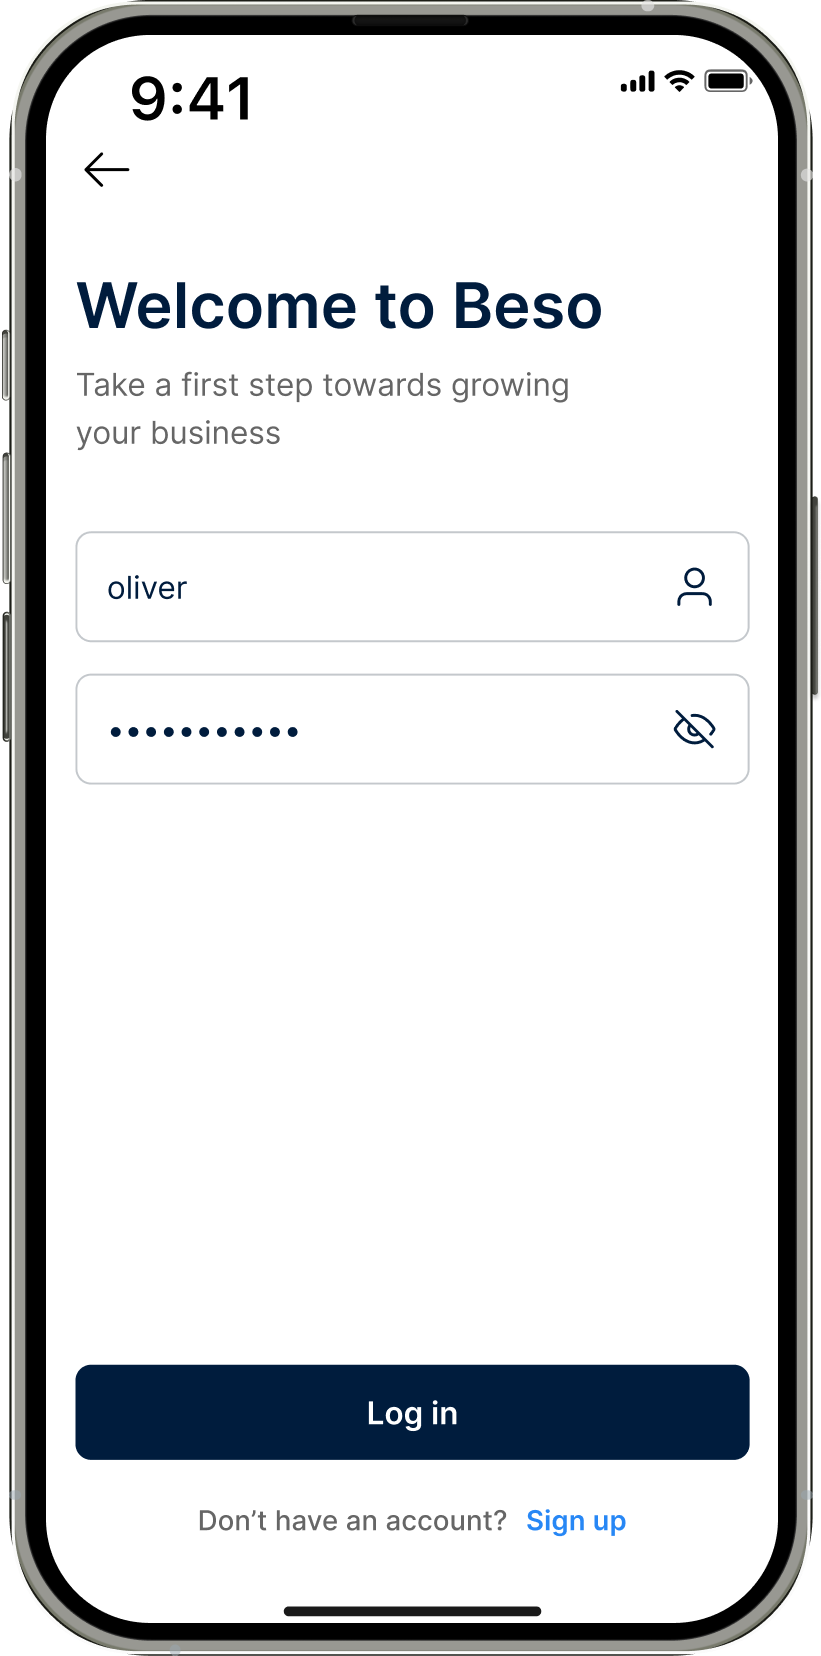 9:41
Welcome to Beso
Take a first step towards growing
your business
oliver
•••••••••••
Log in
Don’t have an account? Sign up